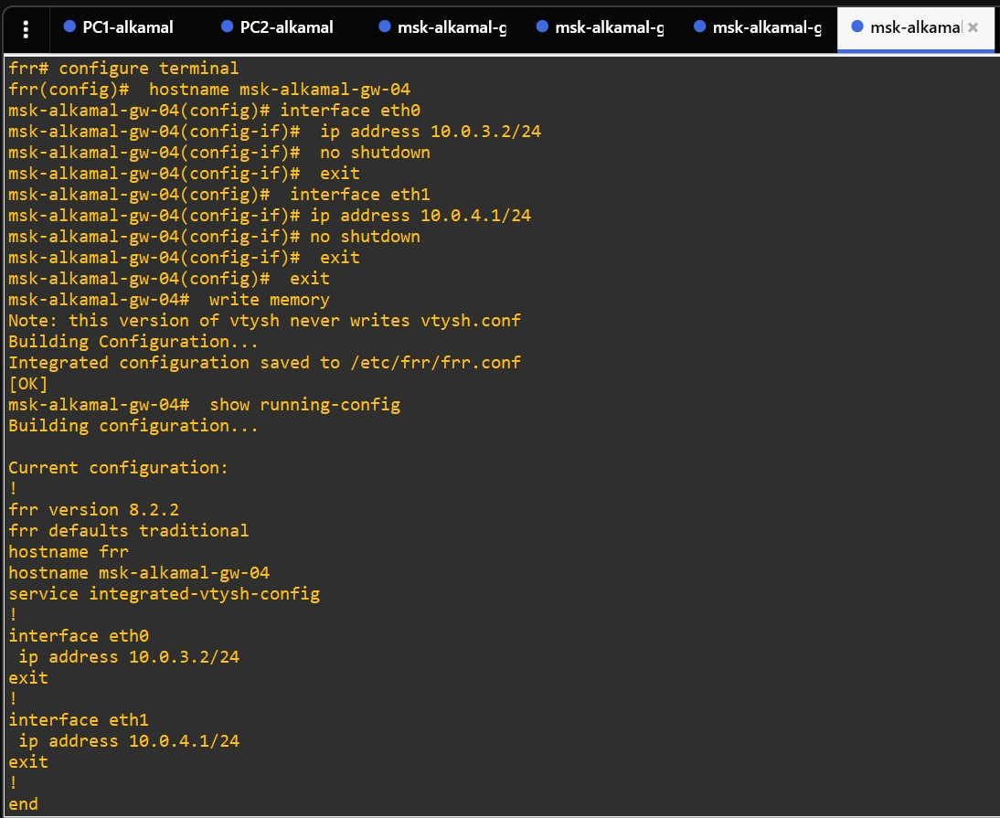 PC1-alkamal
PC2-alkamal
msk-alkamal-g
msk-alkamal-g
msk-alkamal-g
msk-alkamal
frr# configure terminal
frr(config)#  hostname msk-alkamal-gw-04
msk-alkamal-gw-04(config)# interface eth0
msk-alkamal-gw-04(config-if)#  ip address 10.0.3.2/24
msk-alkamal-gw-04(config-if)#  no shutdown
msk-alkamal-gw-04(config-if)#  exit
msk-alkamal-gw-04(config)#  interface eth1
msk-alkamal-gw-04(config-if)# ip address 10.0.4.1/24
msk-alkamal-gw-04(config-if)# no shutdown
msk-alkamal-gw-04(config-if)#  exit
msk-alkamal-gw-04(config)#  exit
msk-alkamal-gw-04#  write memory
Note: this version of vtysh never writes vtysh.conf
Building Configuration...
Integrated configuration saved to /etc/frr/frr.conf
[OK]
msk-alkamal-gw-04#  show running-config
Building configuration...
Current configuration:
!
frr version 8.2.2
frr defaults traditional
hostname frr
hostname msk-alkamal-gw-04
service integrated-vtysh-config
!
interface eth0
 ip address 10.0.3.2/24
exit
!
interface eth1
 ip address 10.0.4.1/24
exit
!
end